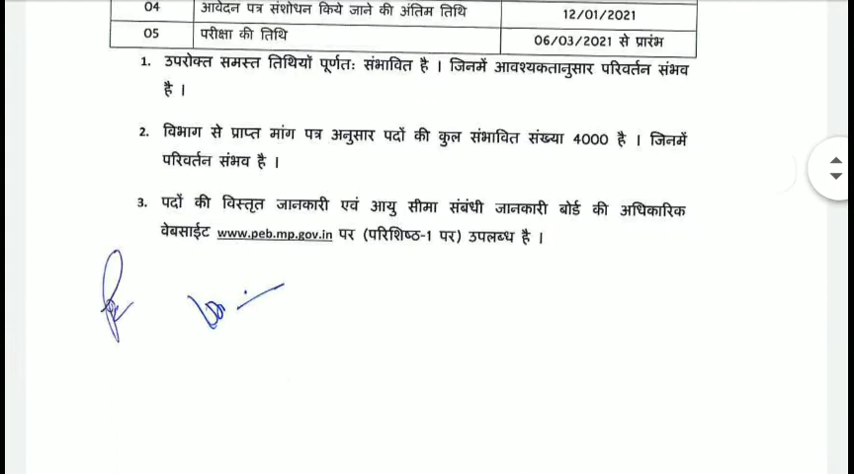 04 आवेदन पत्र संशोधन किये जाने की अंतिम तिथि 12/01/2021
05 परीक्षा की तिथि 06/03/2021 से प्रारंभ
1. उपरोक्त समस्त तिथियाँ पूर्णतः संभावित है । जिनमें आवश्यकतानुसार परिवर्तन संभव
है ।
2. विभाग से प्राप्त मांग पत्र अनुसार पदों की कुल संभावित संख्या 4000 है । जिनमें
परिवर्तन संभव है ।
3. पदों की विस्तृत जानकारी एवं आयु सीमा संबंधी जानकारी बोर्ड की अधिकारिक
वेबसाईट www.peb.mp.gov.in पर (परिशिष्ठ-1 पर) उपलब्ध है ।